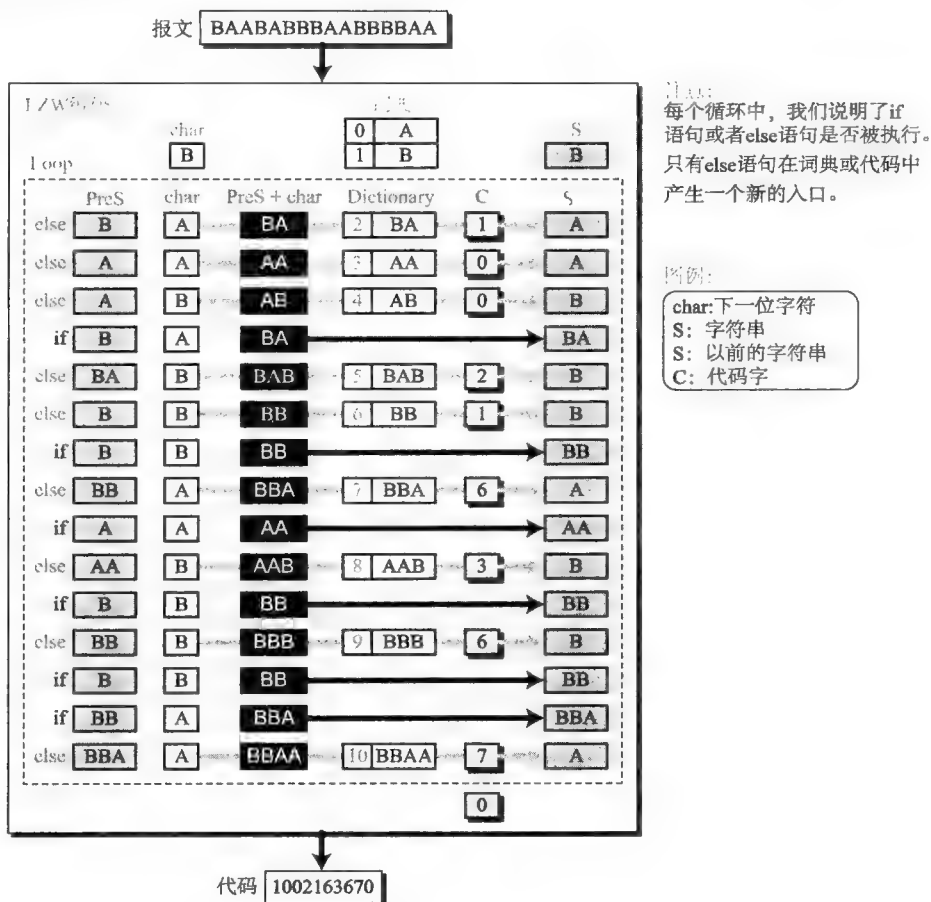 报文 BAABABBBAABBBBAA
char
0 A
S
B
1 B
B
Loop
PreS char PreS + char Dictionary C S
else B A BA 2 BA 1 A
else A A AA 3 AA 0 A
else A B AB 4 AB 0 B
if B A BA BA
else BA B BAB 5 BAB 2 B
else B B BB 6 BB 1 B
if B B BB BB
else BB A BBA 7 BBA 6 A
if A A AA AA
else AA B AAB 8 AAB 3 B
if B B BB BB
else BB B BBB 9 BBB 6 B
if B B BB BB
if BB A BBA BBA
else BBA A BBAA 10 BBAA 7 A
0
代码 1002163670
每个循环中，我们说明了if
语句或者else语句是否被执行。
只有else语句在词典或代码中
产生一个新的入口。
图例:
char:下一位字符
S: 字符串
S: 以前的字符串
C: 代码字